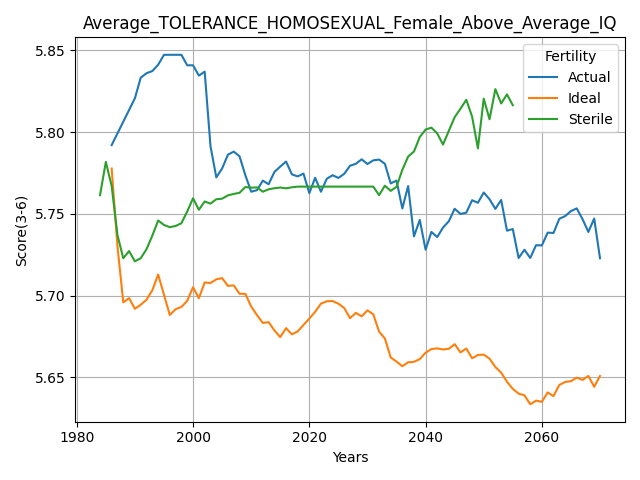 Average_TOLERANCE_HOMOSEXUAL_Female_Above_Average_IQ
Fertility
Actual
Ideal
Sterile
Score(3-6)
5.85
5.80
5.75
5.70
5.65
1980
2000
2020
2040
2060
Years